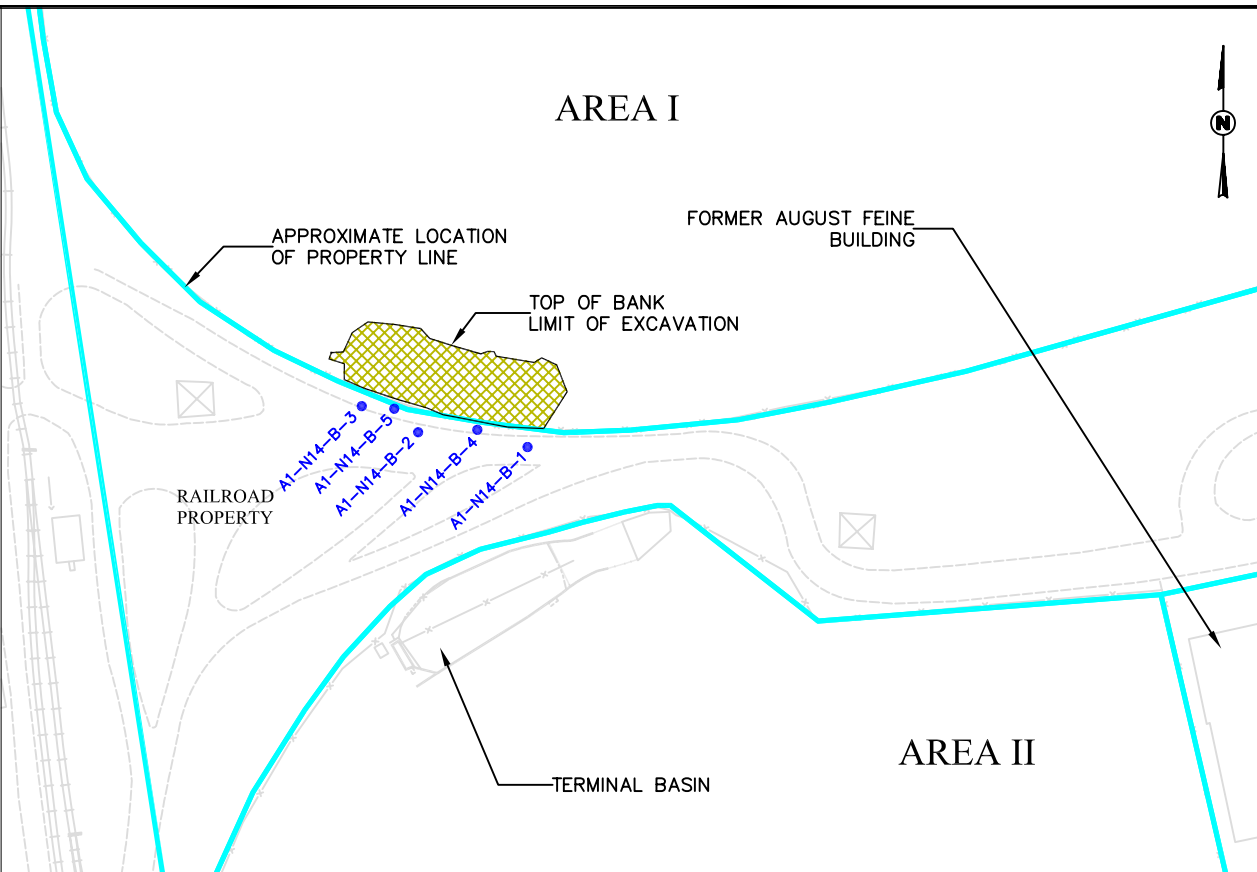 AREA I
N
FORMER AUGUST FEINE
BUILDING
APPROXIMATE LOCATION
OF PROPERTY LINE
TOP OF BANK
LIMIT OF EXCAVATION
A1-N14-B-3
A1-N14-B-5
A1-N14-B-2
A1-N14-B-4
A1-N14-B-1
RAILROAD
PROPERTY
AREA II
TERMINAL BASIN